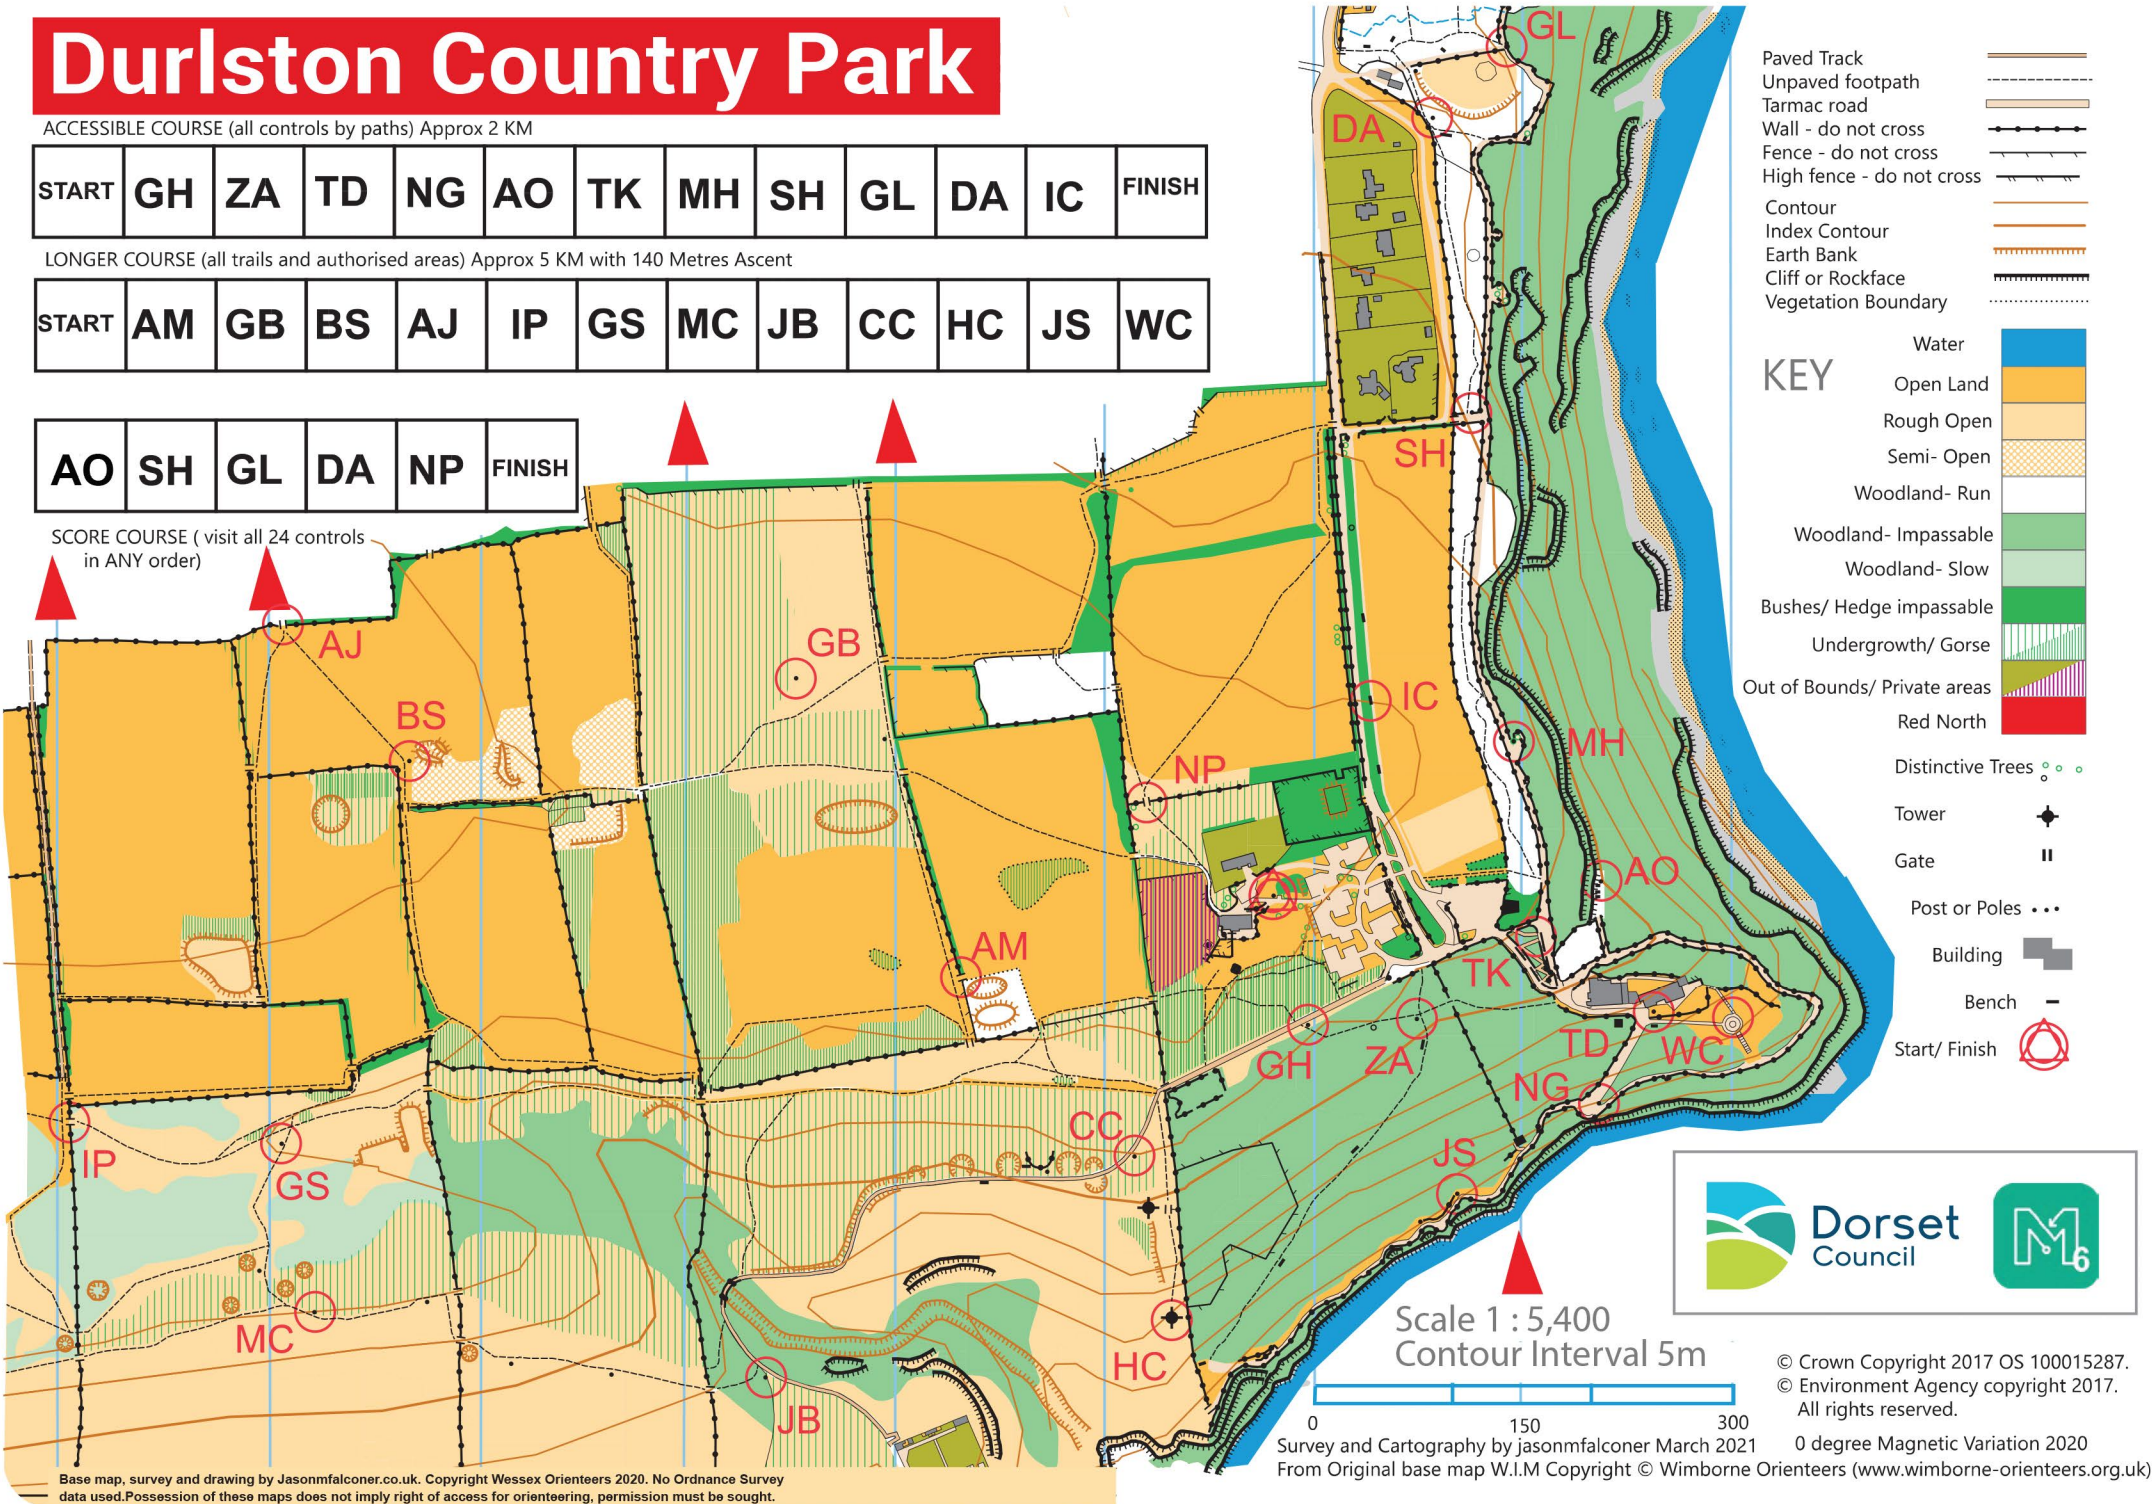 Durlston Country Park
ACCESSIBLE COURSE (all controls by paths) Approx 2 KM
START GH ZA TD NG AO TK MH SH GL DA IC FINISH
LONGER COURSE (all trails and authorised areas) Approx 5 KM with 140 Metres Ascent
START AM GB BS AJ IP GS MC JB CC HC JS WC
AO SH GL DA NP FINISH
SCORE COURSE ( visit all 24 controls
in ANY order)
GL
DA
SH
AJ
GB
BS
IC
MH
NP
AO
AM
TK
GH
ZA
TD
WC
NG
CC
JS
IP
GS
MC
HC
JB
Paved Track
Unpaved footpath
Tarmac road
Wall - do not cross
Fence - do not cross
High fence - do not cross
Contour
Index Contour
Earth Bank
Cliff or Rockface
Vegetation Boundary
KEY
Water
Open Land
Rough Open
Semi- Open
Woodland- Run
Woodland- Impassable
Woodland- Slow
Bushes/ Hedge impassable
Undergrowth/ Gorse
Out of Bounds/ Private areas
Red North
Distinctive Trees
Tower
Gate
Post or Poles
Building
Bench
Start/ Finish
Dorset
Council
M6
Scale 1 : 5,400
Contour Interval 5m
0 150 300
© Crown Copyright 2017 OS 100015287.
© Environment Agency copyright 2017.
All rights reserved.
Survey and Cartography by jasonmfalconer March 2021
0 degree Magnetic Variation 2020
From Original base map W.I.M Copyright © Wimborne Orienteers (www.wimborne-orienteers.org.uk)
Base map, survey and drawing by Jasonmfalconer.co.uk. Copyright Wessex Orienteers 2020. No Ordnance Survey
data used.Possession of these maps does not imply right of access for orienteering, permission must be sought.